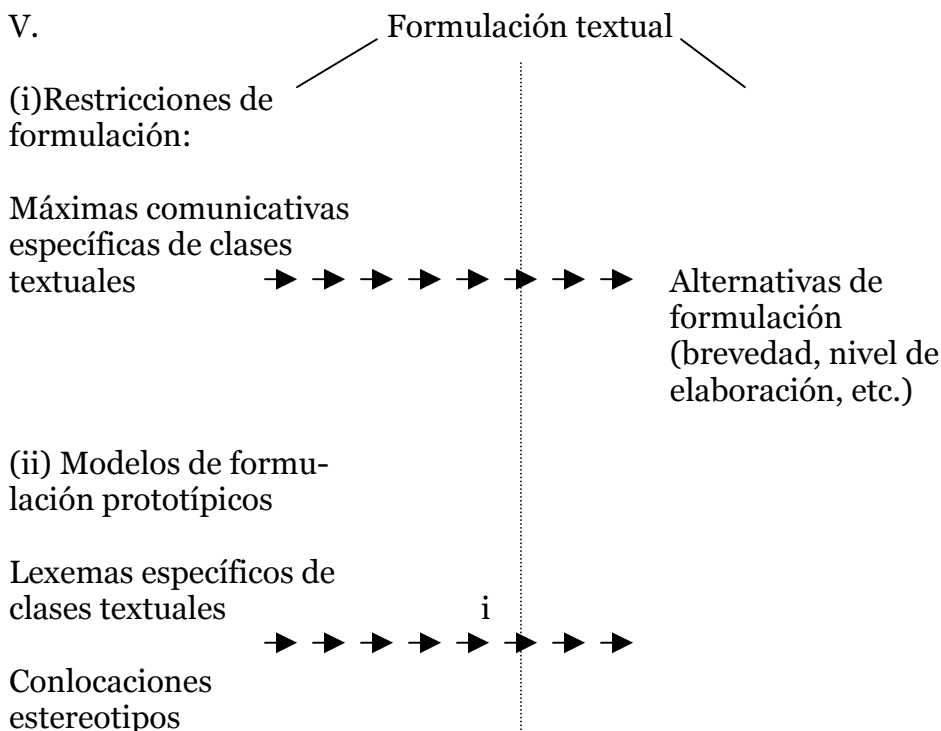 V.
Formulación textual
(i)Restricciones de
formulación:
Máximas comunicativas
específicas de clases
textuales
Alternativas de
formulación
(brevedad, nivel de
elaboración, etc.)
(ii) Modelos de formu-
lación prototípicos
Lexemas específicos de
clases textuales
i
Conlocaciones
estereotipos